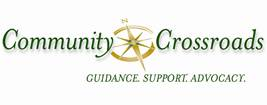 Community Crossroads
GUIDANCE. SUPPORT. ADVOCACY.